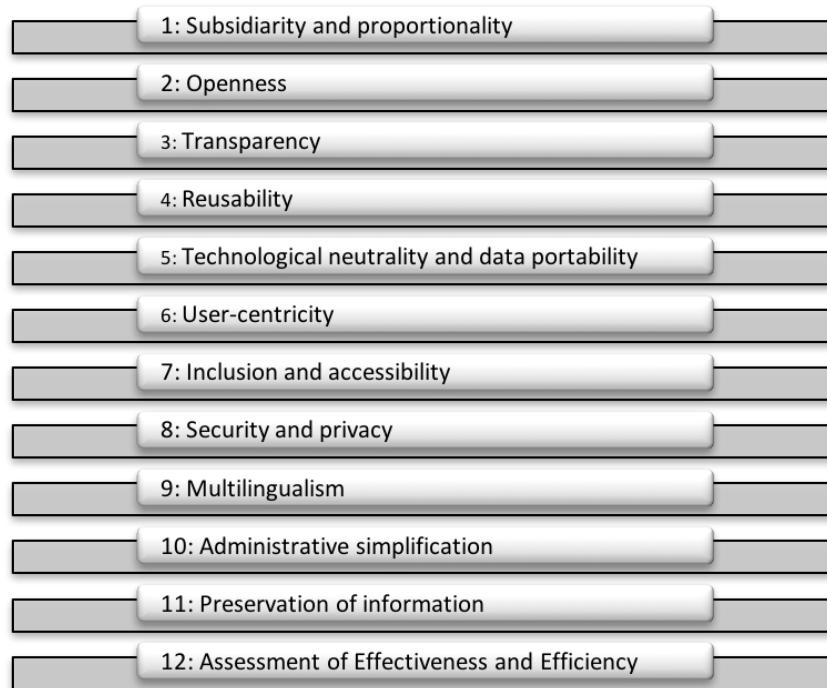 1: Subsidiarity and proportionality
2: Openness
3: Transparency
4: Reusability
5: Technological neutrality and data portability
6: User-centricity
7: Inclusion and accessibility
8: Security and privacy
9: Multilingualism
10: Administrative simplification
11: Preservation of information
12: Assessment of Effectiveness and Efficiency